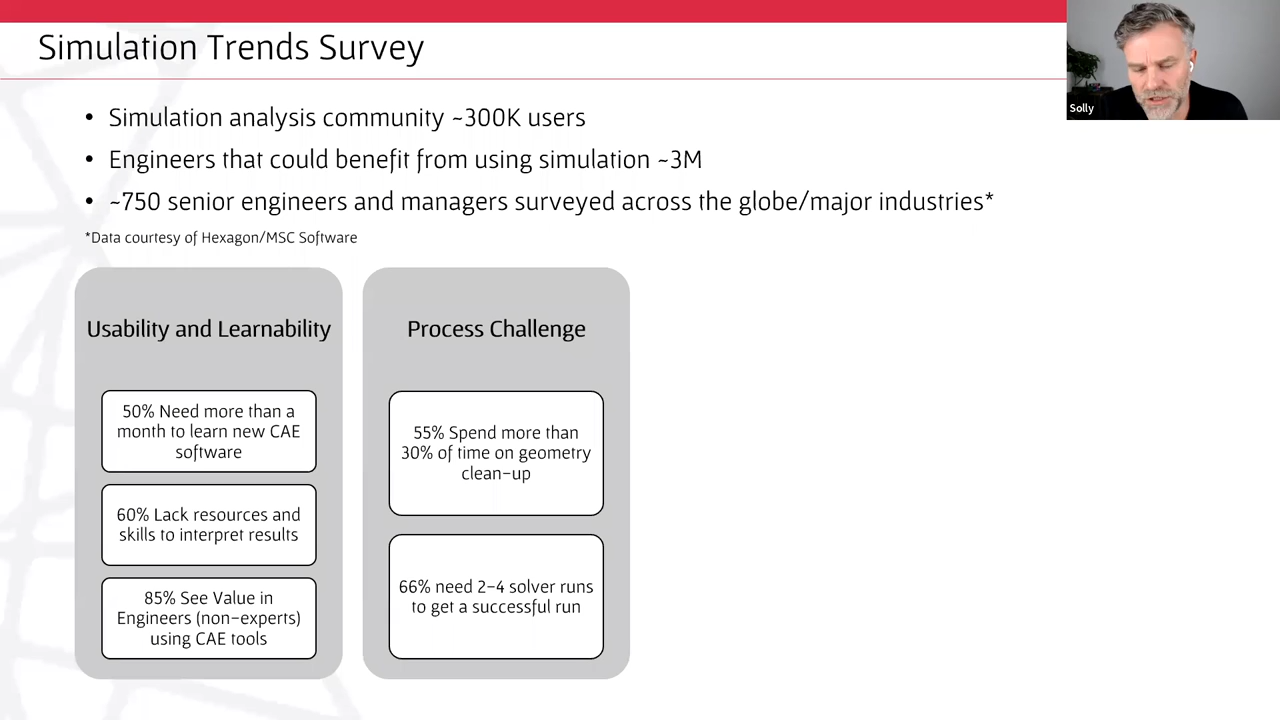 Simulation Trends Survey
Solly
• Simulation analysis community ~300K users
• Engineers that could benefit from using simulation ~3M
• ~750 senior engineers and managers surveyed across the globe/major industries*
*Data courtesy of Hexagon/MSC Software
Usability and Learnability
50% Need more than a
month to learn new CAE
software
60% Lack resources and
skills to interpret results
85% See Value in
Engineers (non-experts)
using CAE tools
Process Challenge
55% Spend more than
30% of time on geometry
clean-up
66% need 2-4 solver runs
to get a successful run